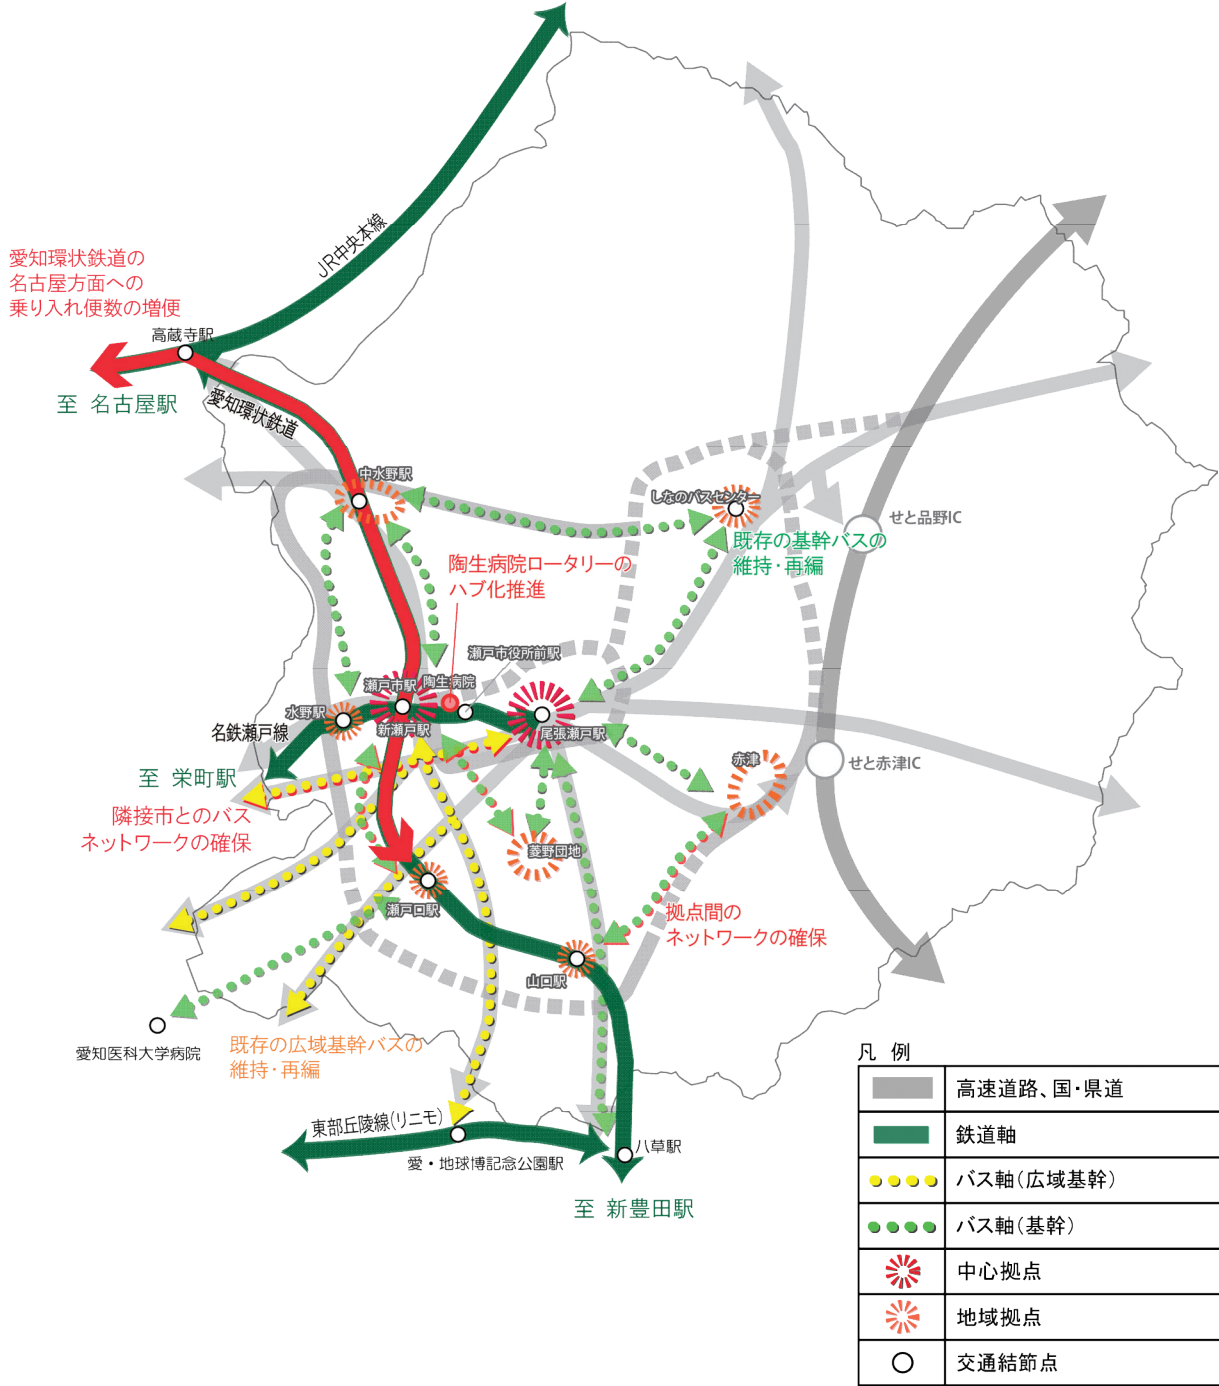 JR中央本線
愛知環状鉄道の
名古屋方面への
乗り入れ便数の増便
高蔵寺駅
至 名古屋駅
愛知環状鉄道
中水野駅
しなのバスセンター
せと品野IC
既存の基幹バスの
維持・再編
陶生病院ロータリーの
ハブ化推進
瀬戸市役所前駅
瀬戸市駅
陶生病院
水野駅
新瀬戸駅
尾張瀬戸駅
名鉄瀬戸線
赤津
せと赤津IC
至 栄町駅
隣接市とのバス
ネットワークの確保
菱野団地
瀬戸口駅
拠点間の
ネットワークの確保
山口駅
愛知医科大学病院
既存の広域基幹バスの
維持・再編
東部丘陵線(リニモ)
愛・地球博記念公園駅
八草駅
至 新豊田駅
凡 例
高速道路、国・県道
鉄道軸
バス軸(広域基幹)
バス軸(基幹)
中心拠点
地域拠点
交通結節点